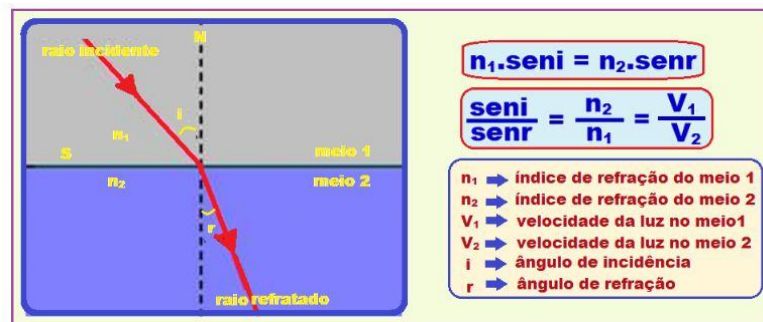 N
raio incidente
i
n₁
S
meio 1
n₂
meio 2
r
raio refratado
n₁.seni = n₂.senr
seni/senr = n₂/n₁ = V₁/V₂
n₁ ➡ índice de refração do meio 1
n₂ ➡ índice de refração do meio 2
V₁ ➡ velocidade da luz no meio1
V₂ ➡ velocidade da luz no meio 2
i ➡ ângulo de incidência
r ➡ ângulo de refração